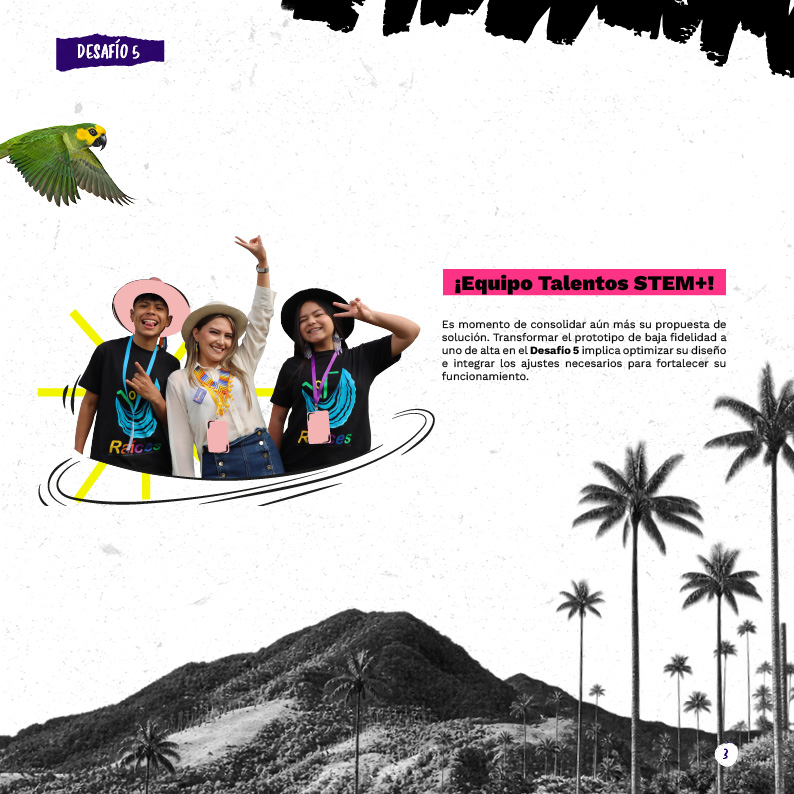 DESAFÍO 5
¡Equipo Talentos STEM+!
Es momento de consolidar aún más su propuesta de
solución. Transformar el prototipo de baja fidelidad a
uno de alta en el Desafío 5 implica optimizar su diseño
e integrar los ajustes necesarios para fortalecer su
funcionamiento.
Raíces
Raíces
3